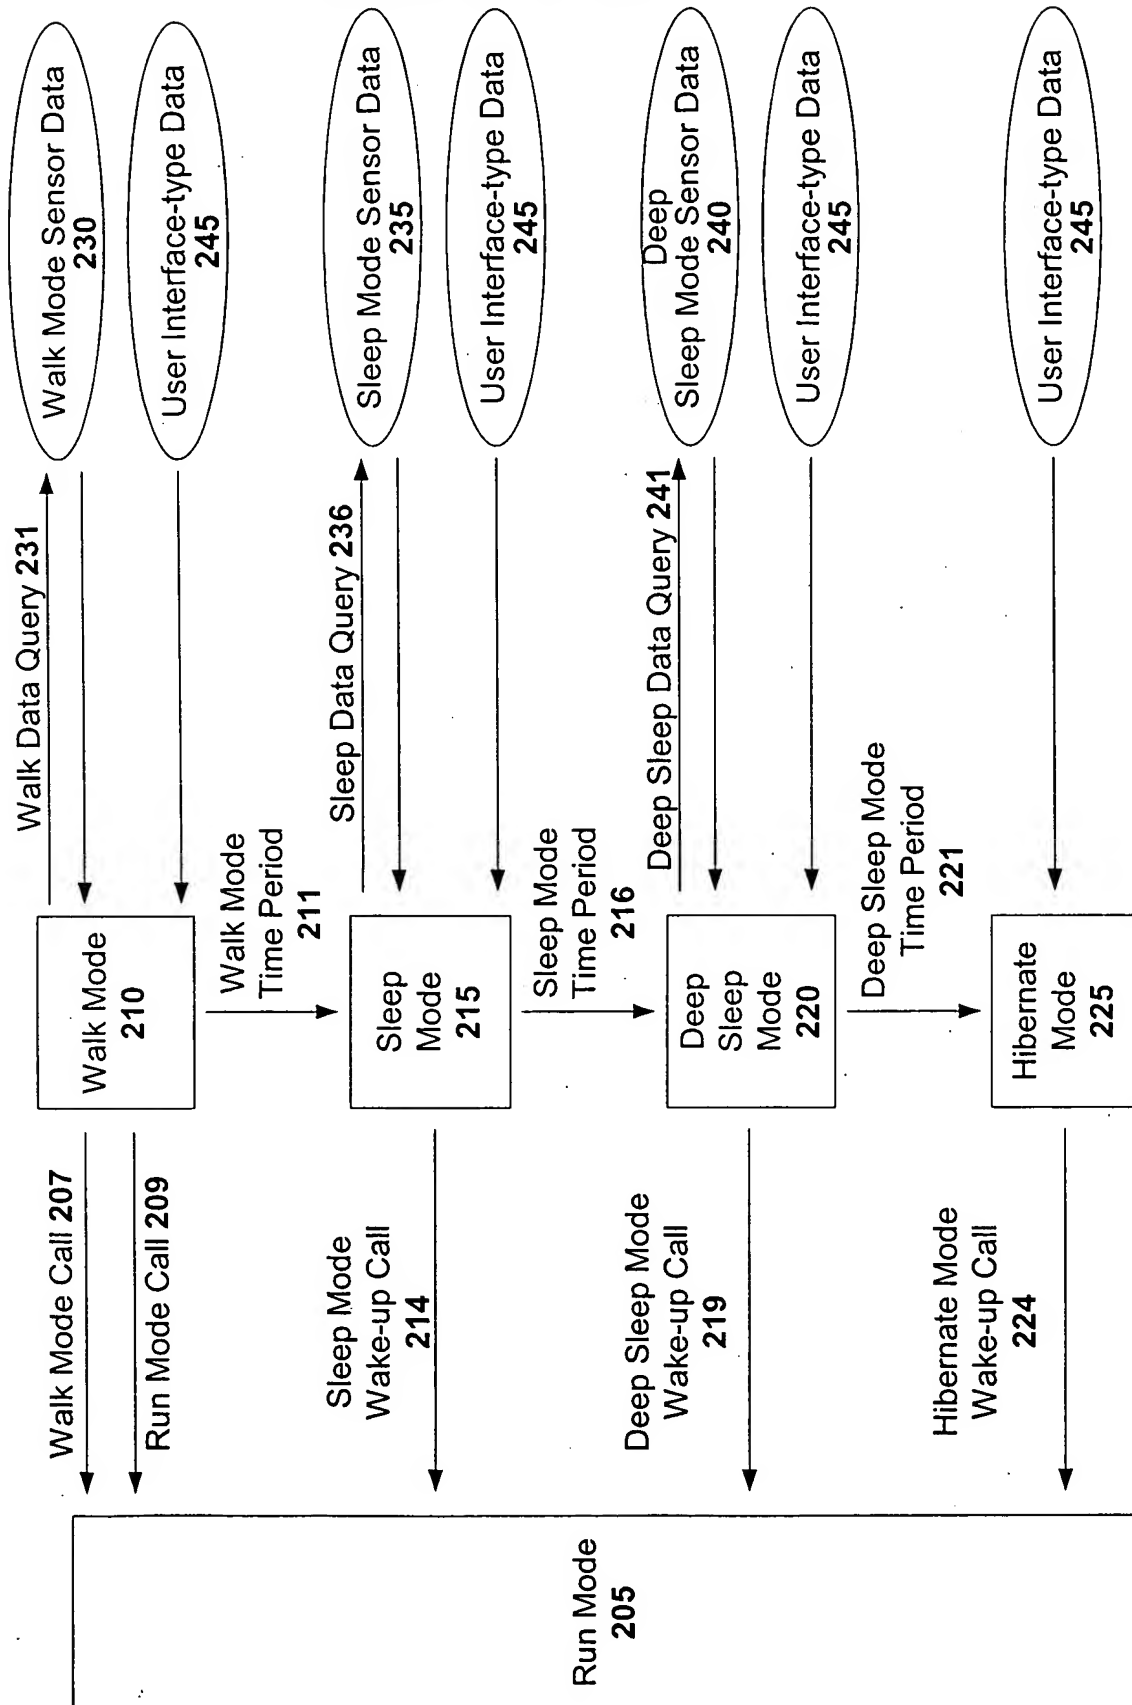 Run Mode
205
Walk Mode Call 207
Run Mode Call 209
Sleep Mode
Wake-up Call
214
Deep Sleep Mode
Wake-up Call
219
Hibernate Mode
Wake-up Call
224
Walk Mode
210
Walk Mode
Time Period
211
Sleep
Mode
215
Sleep Mode
Time Period
216
Deep
Sleep
Mode
220
Deep Sleep Mode
Time Period
221
Hibernate
Mode
225
Walk Data Query 231
Sleep Data Query 236
Deep Sleep Data Query 241
Walk Mode Sensor Data
230
User Interface-type Data
245
Sleep Mode Sensor Data
235
User Interface-type Data
245
Deep
Sleep Mode Sensor Data
240
User Interface-type Data
245
User Interface-type Data
245